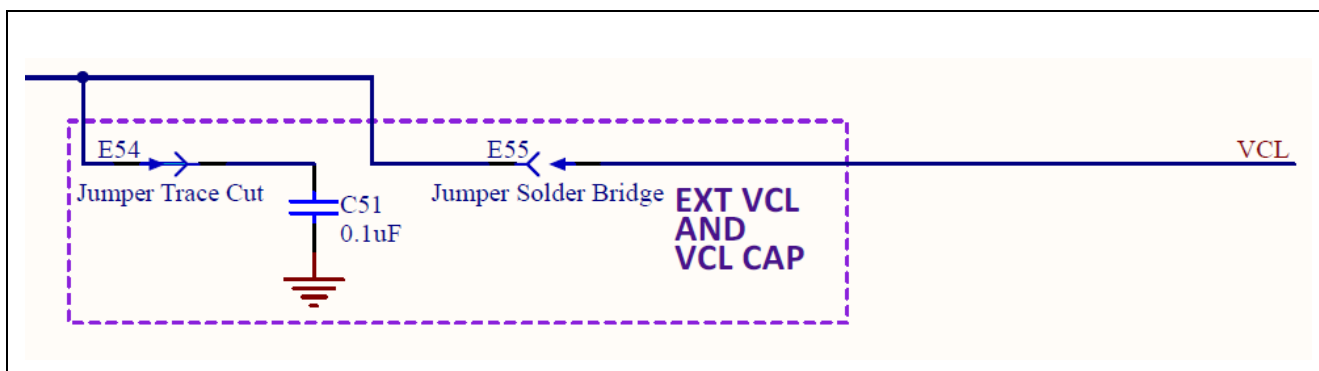 E54
Jumper Trace Cut
C51
0.1uF
E55
Jumper Solder Bridge
EXT VCL
AND
VCL CAP
VCL